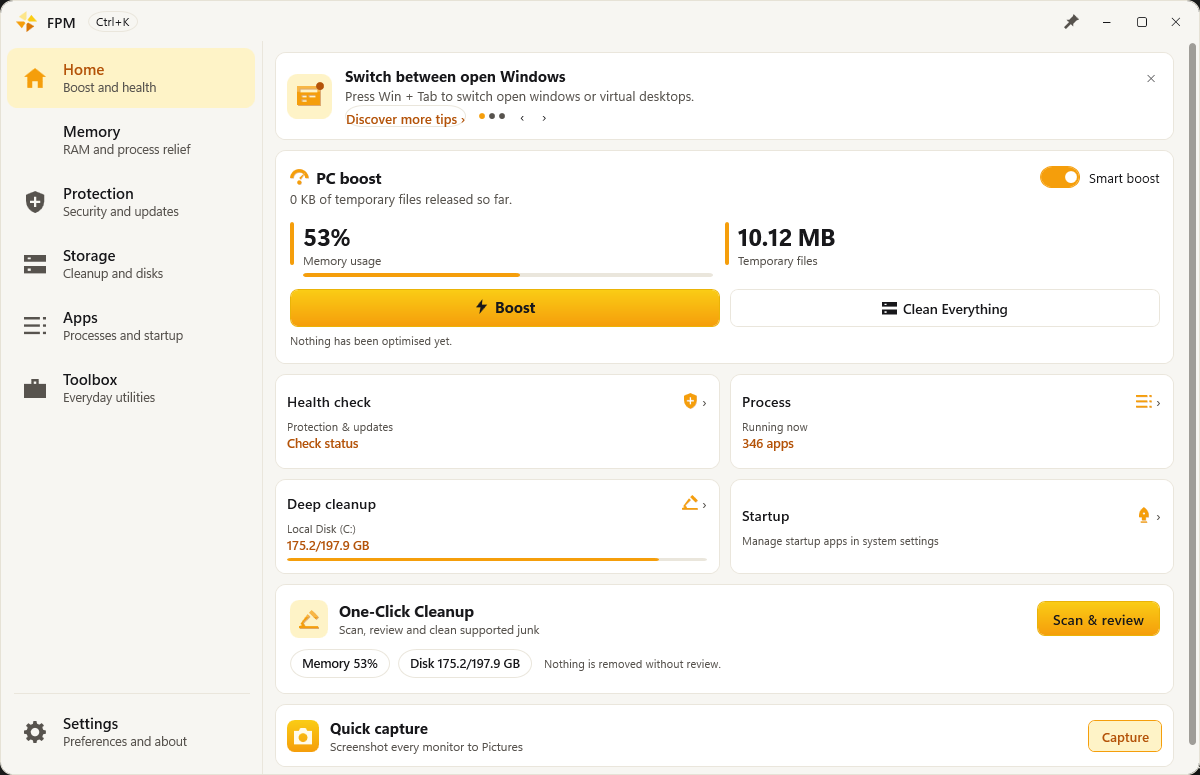 FPM
Ctrl+K
Home
Boost and health
Memory
RAM and process relief
Protection
Security and updates
Storage
Cleanup and disks
Apps
Processes and startup
Toolbox
Everyday utilities
Settings
Preferences and about
Switch between open Windows
Press Win + Tab to switch open windows or virtual desktops.
Discover more tips ›
PC boost
Smart boost
0 KB of temporary files released so far.
53%
Memory usage
10.12 MB
Temporary files
Boost
Clean Everything
Nothing has been optimised yet.
Health check
Protection & updates
Check status
Process
Running now
346 apps
Deep cleanup
Local Disk (C:)
175.2/197.9 GB
Startup
Manage startup apps in system settings
One-Click Cleanup
Scan, review and clean supported junk
Scan & review
Memory 53%
Disk 175.2/197.9 GB
Nothing is removed without review.
Quick capture
Screenshot every monitor to Pictures
Capture